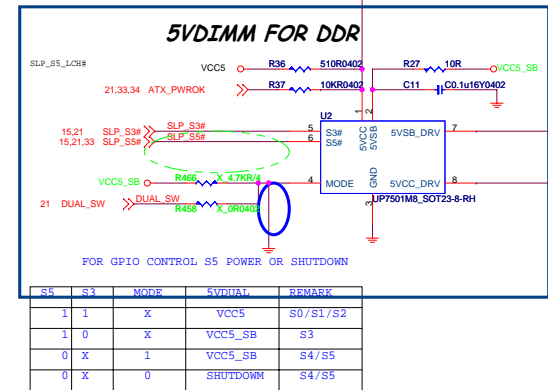 5VDIMM FOR DDR
SLP_S5_LCH#
VCC5 R36 510R0402 R27 10R VCC5_SB
21,33,34 ATX_PWROK R37 10KR0402 C11 C0.1u16Y0402
U2
1 2
15,21 SLP_S3# SLP_S3# 5 S3# 5VCC 5VSB 5VSB_DRV 7
15,21,33 SLP_S5# SLP_S5# 6 S5#
VCC5_SB R466 X_4.7KR/4 4 MODE GND 5VCC_DRV 8
21 DUAL_SW DUAL_SW R458 X_0R0402 3 UP7501M8_SOT23-8-RH
FOR GPIO CONTROL S5 POWER OR SHUTDOWN
S5 S3 MODE 5VDUAL REMARK
1 1 X VCC5 S0/S1/S2
1 0 X VCC5_SB S3
0 X 1 VCC5_SB S4/S5
0 X 0 SHUTDOWM S4/S5